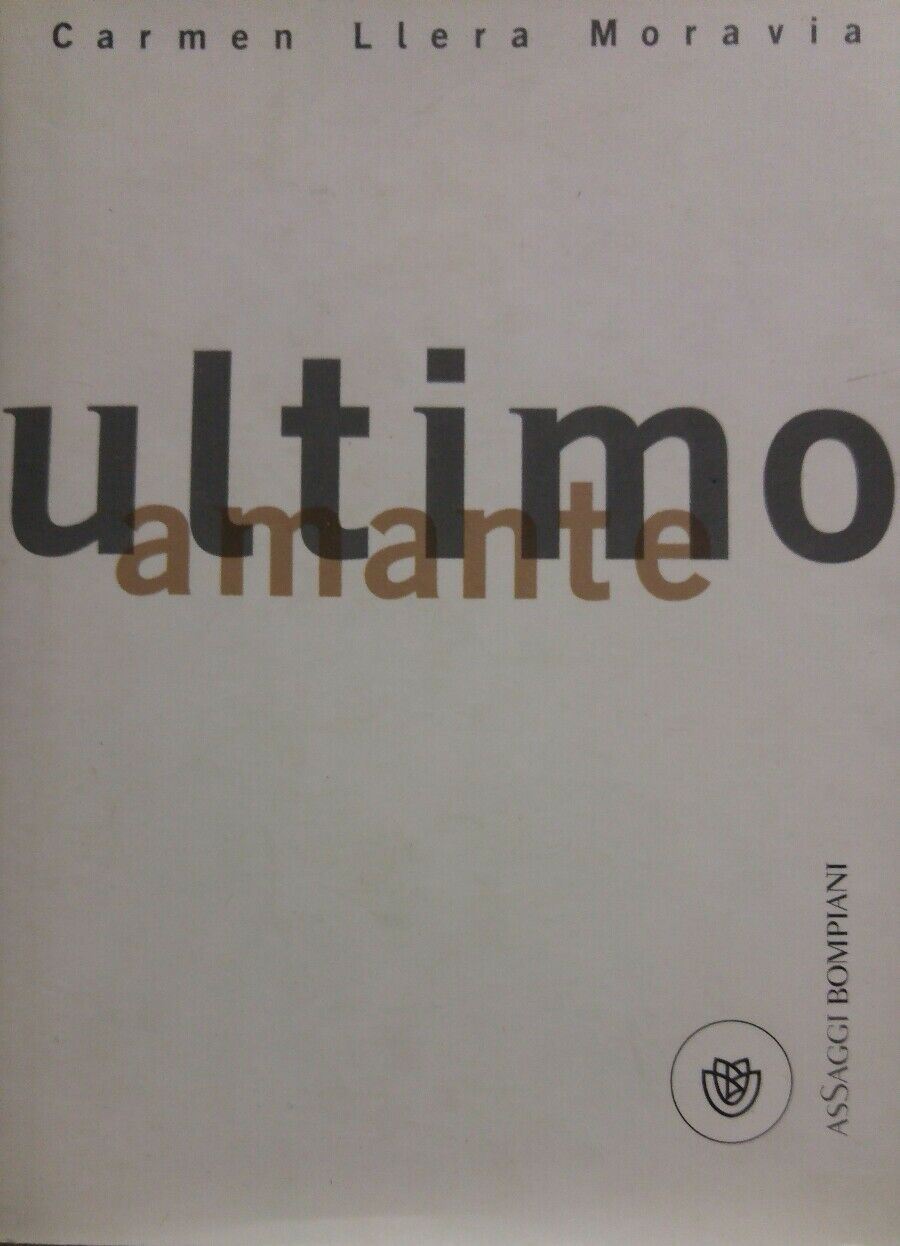 Carmen Llera Moravia
ultimo
amante
ASSAGGI BOMPIANI